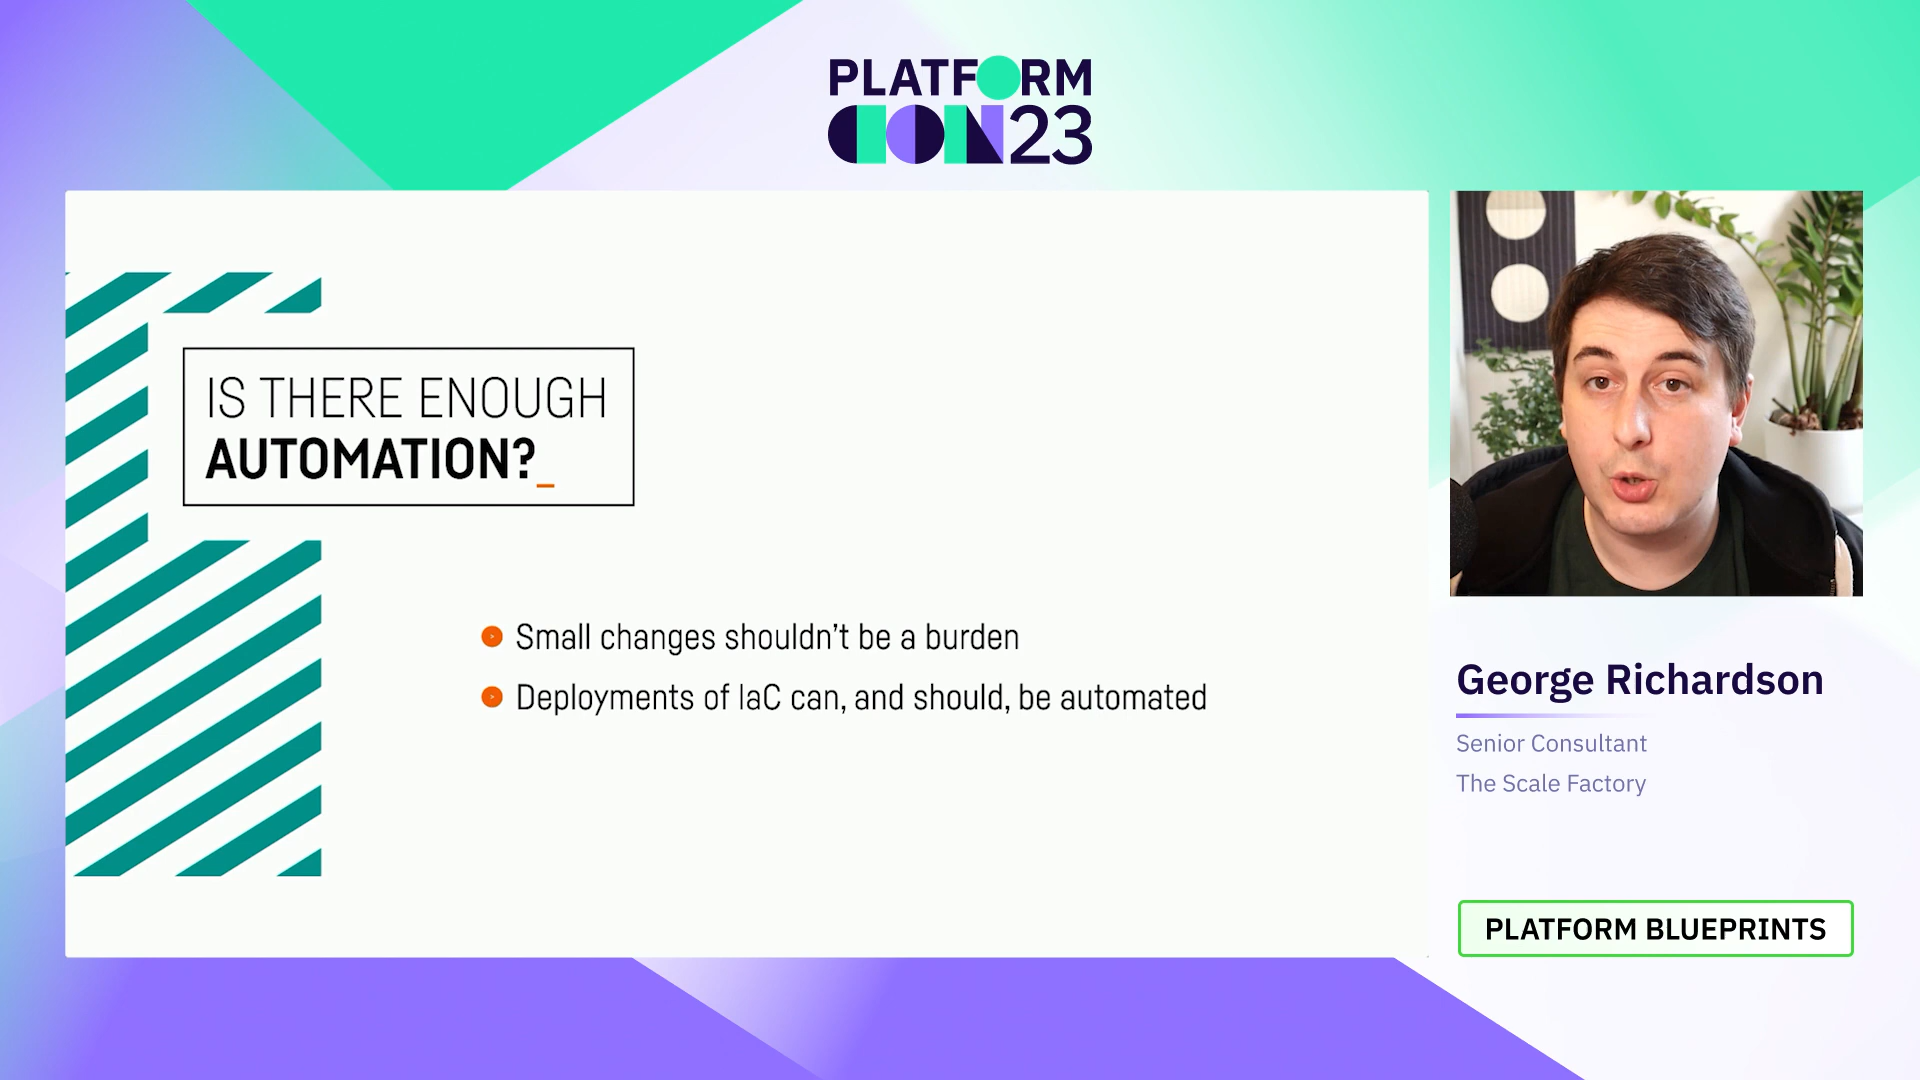 PLATFORM
CON23
IS THERE ENOUGH
AUTOMATION?_
Small changes shouldn't be a burden
Deployments of IaC can, and should, be automated
George Richardson
Senior Consultant
The Scale Factory
PLATFORM BLUEPRINTS